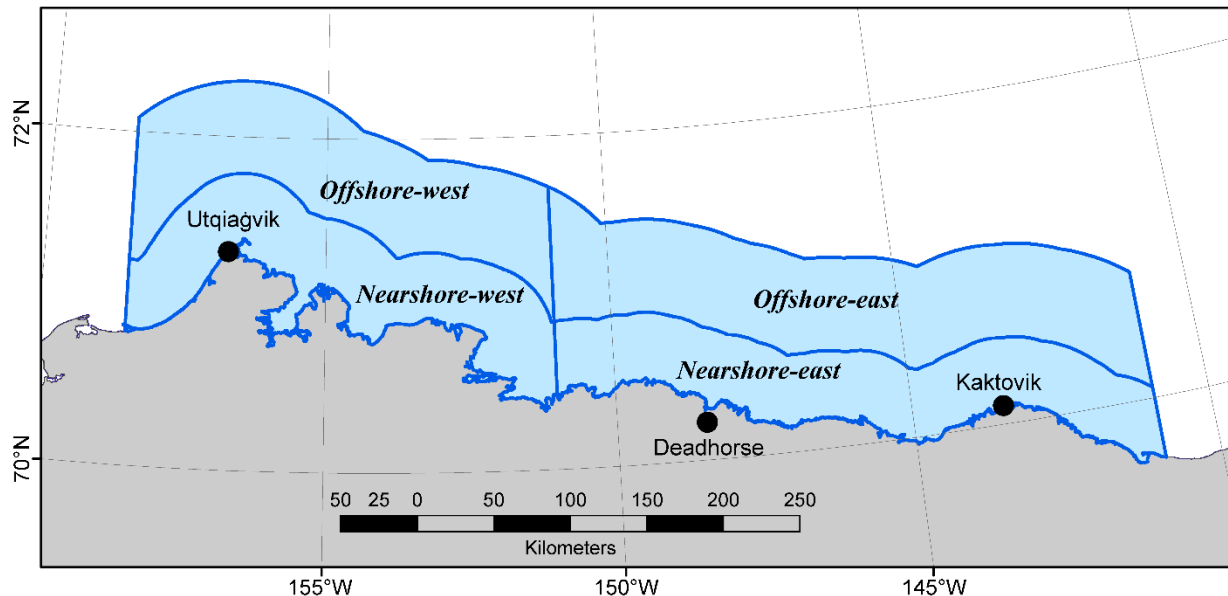 72°N
Offshore-west
Utqiaġvik
Nearshore-west
Offshore-east
Nearshore-east
Kaktovik
Deadhorse
70°N
50 25 0 50 100 150 200 250
Kilometers
155°W 150°W 145°W